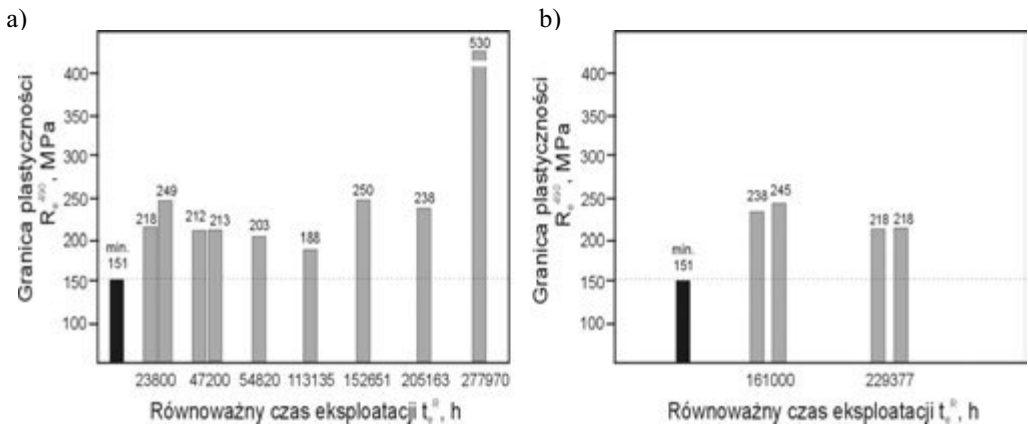 a)
Granica plastyczności
R_e^490, MPa
400
350
300
250
200
150
100
min.
151
218
249
212
213
203
188
250
238
530
23800 47200 54820 113135 152651 205163 277970
Równoważny czas eksploatacji t_e^R, h
b)
Granica plastyczności
R_e^490, MPa
400
350
300
250
200
150
100
min.
151
238
245
218
218
161000 229377
Równoważny czas eksploatacji t_e^R, h